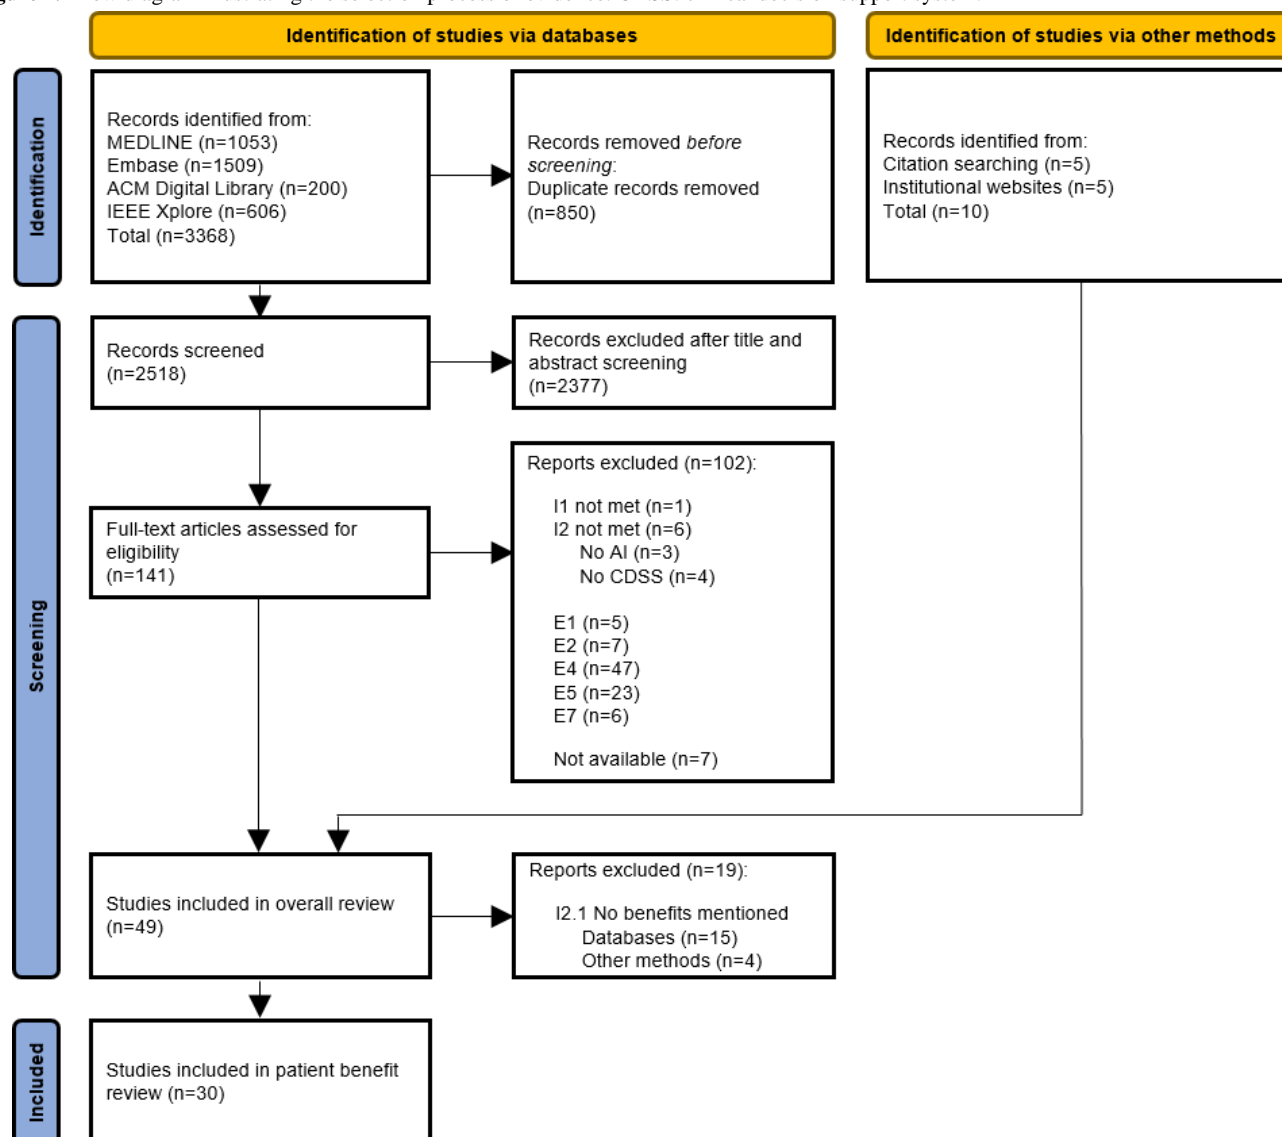 Identification of studies via databases
Identification of studies via other methods
Identification
Records identified from:
MEDLINE (n=1053)
Embase (n=1509)
ACM Digital Library (n=200)
IEEE Xplore (n=606)
Total (n=3368)
Records removed before
screening:
Duplicate records removed
(n=850)
Records identified from:
Citation searching (n=5)
Institutional websites (n=5)
Total (n=10)
Screening
Records screened
(n=2518)
Records excluded after title and
abstract screening
(n=2377)
Full-text articles assessed for
eligibility
(n=141)
Reports excluded (n=102):
I1 not met (n=1)
I2 not met (n=6)
No AI (n=3)
No CDSS (n=4)
E1 (n=5)
E2 (n=7)
E4 (n=47)
E5 (n=23)
E7 (n=6)
Not available (n=7)
Studies included in overall review
(n=49)
Reports excluded (n=19):
I2.1 No benefits mentioned
Databases (n=15)
Other methods (n=4)
Included
Studies included in patient benefit
review (n=30)